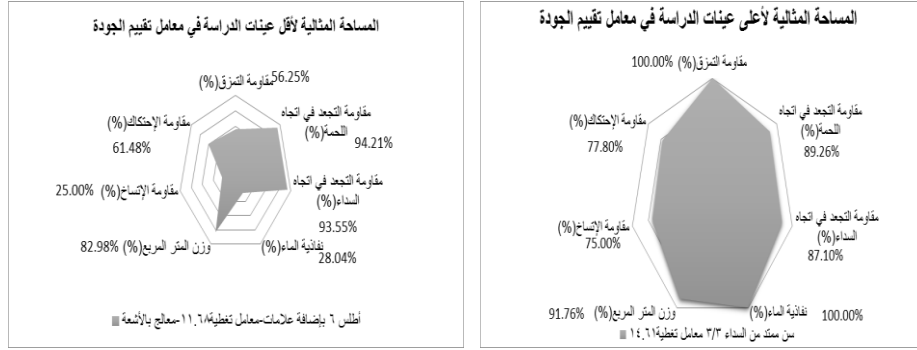 المساحة المثالية لأعلى عينات الدراسة في معامل تقييم الجودة
مقاومة التمزق(%)
100.00%
مقاومة التجعد في اتجاه
اللحمة(%)
89.26%
مقاومة التجعد في اتجاه
السداء(%)
87.10%
نفاذية الماء(%)
100.00%
وزن المتر المربع(%)
91.76%
مقاومة الإتساخ(%)
75.00%
مقاومة الإحتكاك(%)
77.80%
سن ممتد من السداء ٣/٣ معامل تغطية١٤.٦١
المساحة المثالية لأقل عينات الدراسة في معامل تقييم الجودة
مقاومة التمزق(%)
56.25%
مقاومة التجعد في اتجاه
اللحمة(%)
94.21%
مقاومة التجعد في اتجاه
السداء(%)
93.55%
نفاذية الماء(%)
28.04%
وزن المتر المربع(%)
82.98%
مقاومة الإتساخ(%)
25.00%
مقاومة الإحتكاك(%)
61.48%
أطلس ٦ بإضافة علامات-معامل تغطية١١.٦٨-معالج بالأشعة